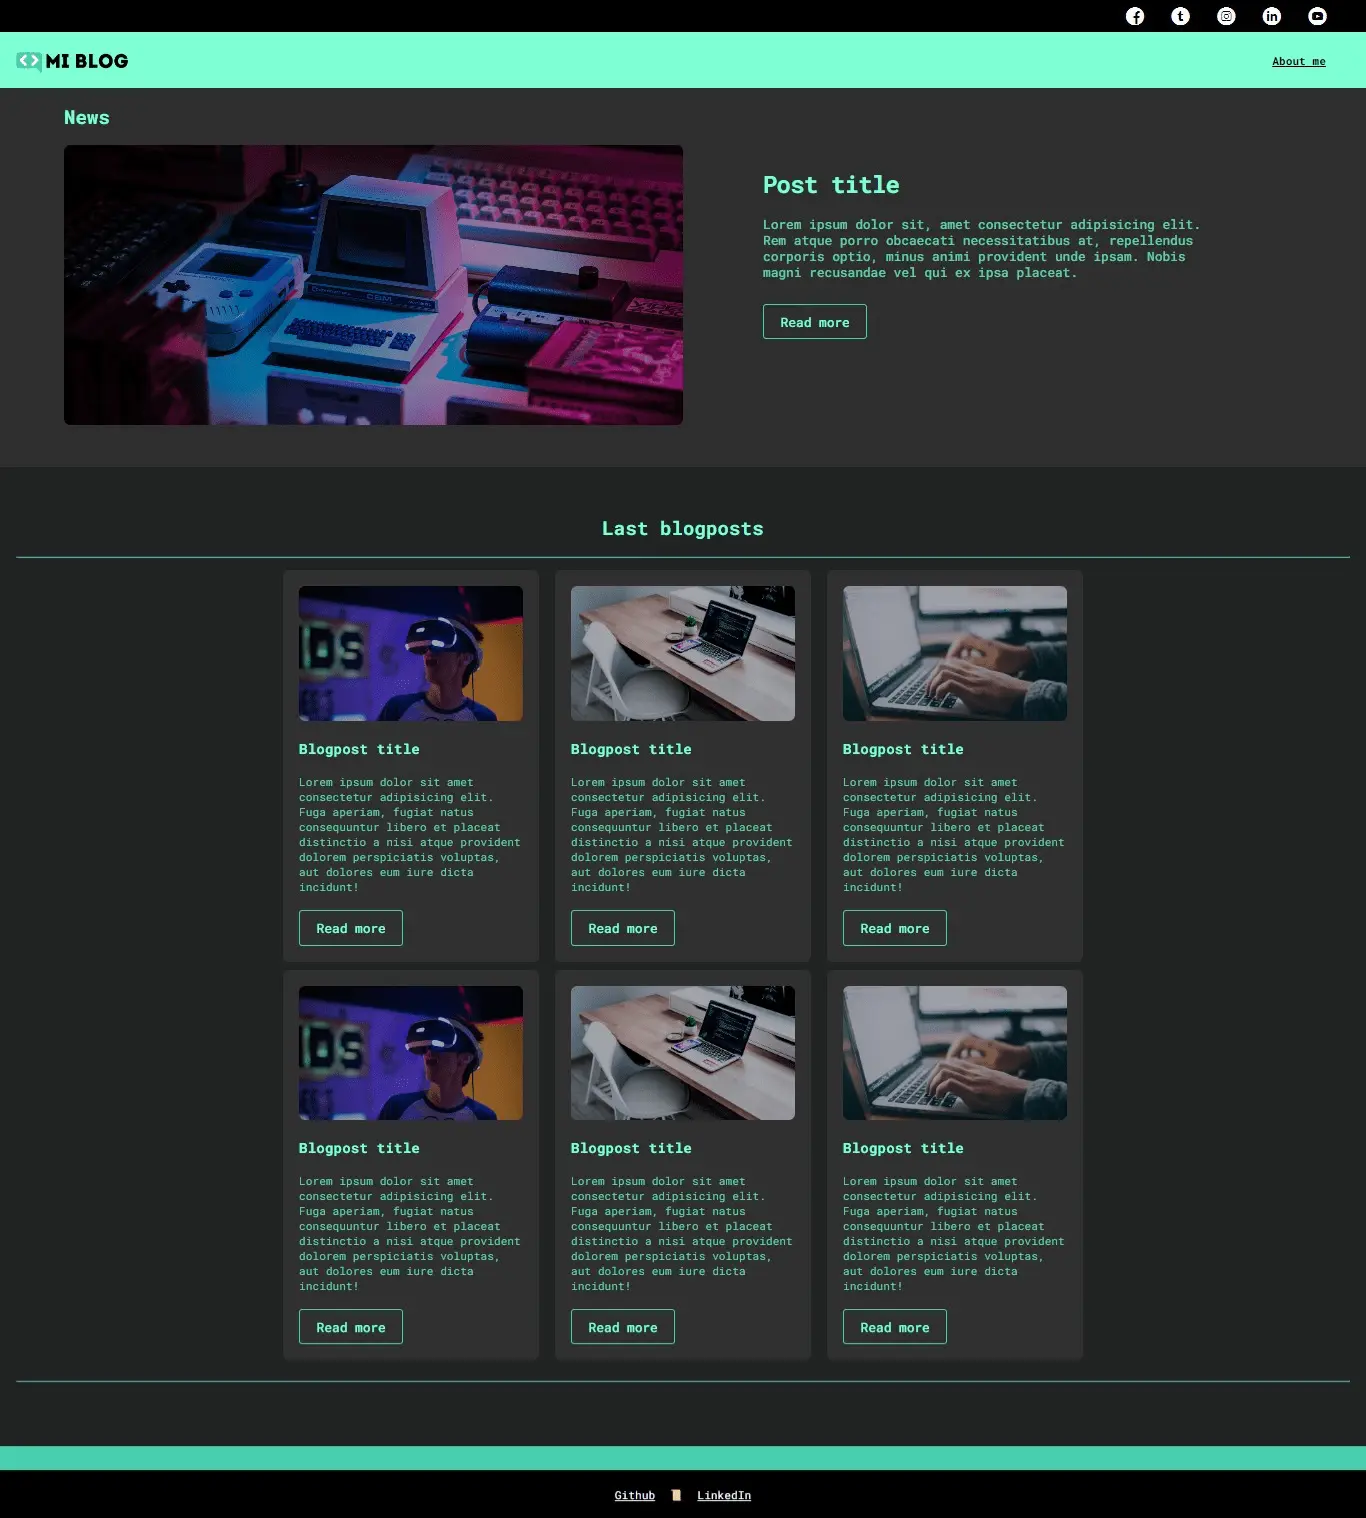 MI BLOG
About me
News
Post title
Lorem ipsum dolor sit, amet consectetur adipisicing elit.
Rem atque porro obcaecati necessitatibus at, repellendus
corporis optio, minus animi provident unde ipsam. Nobis
magni recusandae vel qui ex ipsa placeat.
Read more
Last blogposts
Blogpost title
Lorem ipsum dolor sit amet
consectetur adipisicing elit.
Fuga aperiam, fugiat natus
consequuntur libero et placeat
distinctio a nisi atque provident
dolorem perspiciatis voluptas,
aut dolores eum iure dicta
incidunt!
Read more
Blogpost title
Lorem ipsum dolor sit amet
consectetur adipisicing elit.
Fuga aperiam, fugiat natus
consequuntur libero et placeat
distinctio a nisi atque provident
dolorem perspiciatis voluptas,
aut dolores eum iure dicta
incidunt!
Read more
Blogpost title
Lorem ipsum dolor sit amet
consectetur adipisicing elit.
Fuga aperiam, fugiat natus
consequuntur libero et placeat
distinctio a nisi atque provident
dolorem perspiciatis voluptas,
aut dolores eum iure dicta
incidunt!
Read more
Blogpost title
Lorem ipsum dolor sit amet
consectetur adipisicing elit.
Fuga aperiam, fugiat natus
consequuntur libero et placeat
distinctio a nisi atque provident
dolorem perspiciatis voluptas,
aut dolores eum iure dicta
incidunt!
Read more
Blogpost title
Lorem ipsum dolor sit amet
consectetur adipisicing elit.
Fuga aperiam, fugiat natus
consequuntur libero et placeat
distinctio a nisi atque provident
dolorem perspiciatis voluptas,
aut dolores eum iure dicta
incidunt!
Read more
Blogpost title
Lorem ipsum dolor sit amet
consectetur adipisicing elit.
Fuga aperiam, fugiat natus
consequuntur libero et placeat
distinctio a nisi atque provident
dolorem perspiciatis voluptas,
aut dolores eum iure dicta
incidunt!
Read more
Github LinkedIn